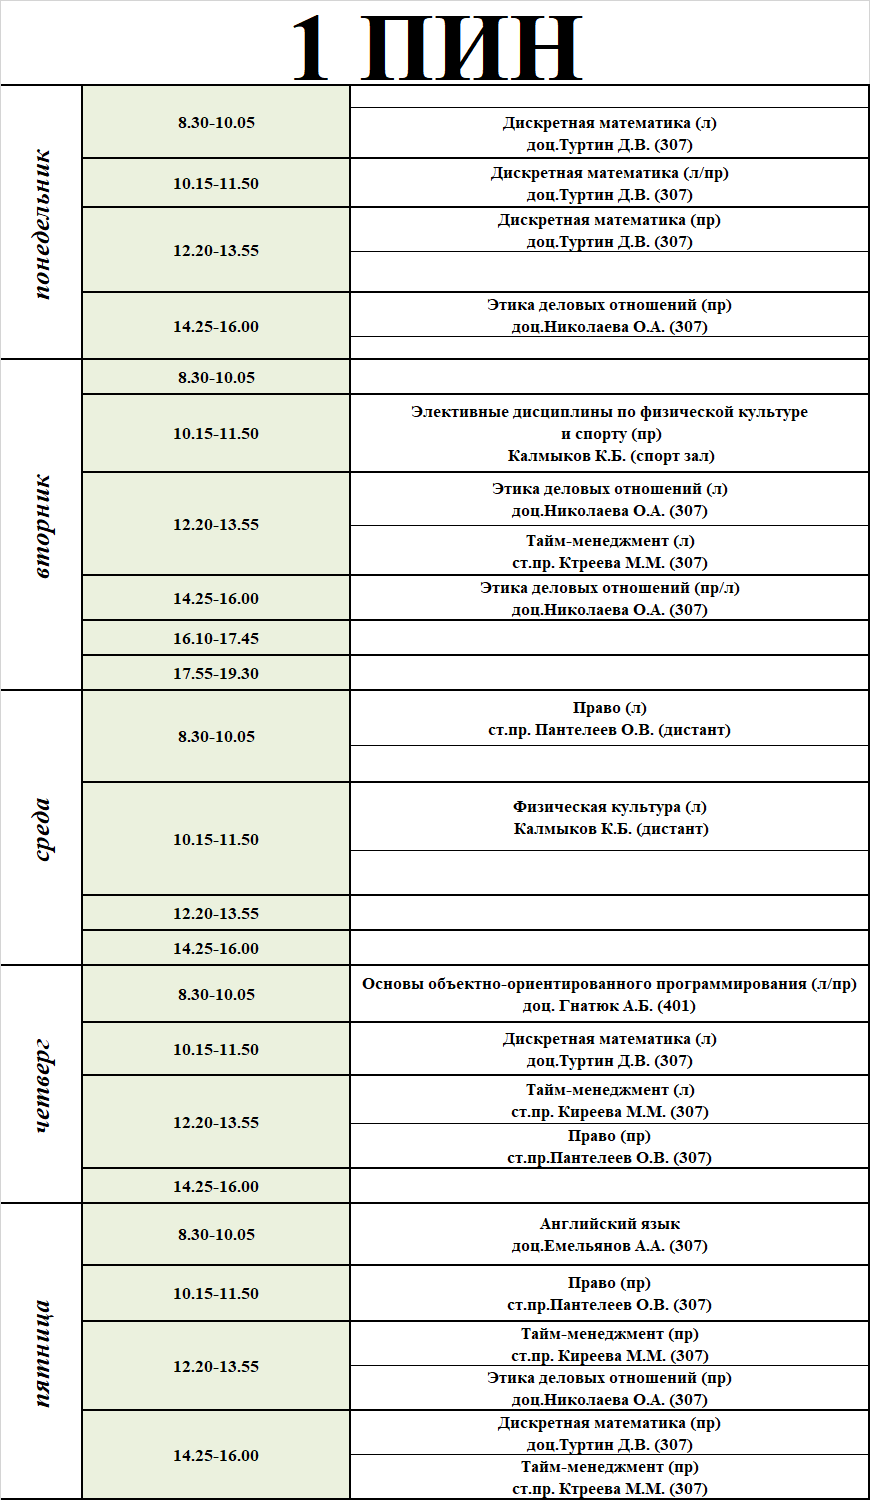 1 ПИН
понедельник
8.30-10.05
Дискретная математика (л)
доц.Туртин Д.В. (307)
10.15-11.50
Дискретная математика (л/пр)
доц.Туртин Д.В. (307)
12.20-13.55
Дискретная математика (пр)
доц.Туртин Д.В. (307)
14.25-16.00
Этика деловых отношений (пр)
доц.Николаева О.А. (307)
вторник
8.30-10.05
10.15-11.50
Элективные дисциплины по физической культуре
и спорту (пр)
Калмыков К.Б. (спорт зал)
12.20-13.55
Этика деловых отношений (л)
доц.Николаева О.А. (307)
Тайм-менеджмент (л)
ст.пр. Ктреева М.М. (307)
14.25-16.00
Этика деловых отношений (пр/л)
доц.Николаева О.А. (307)
16.10-17.45
17.55-19.30
среда
8.30-10.05
Право (л)
ст.пр. Пантелеев О.В. (дистант)
10.15-11.50
Физическая культура (л)
Калмыков К.Б. (дистант)
12.20-13.55
14.25-16.00
четверг
8.30-10.05
Основы объектно-ориентированного программирования (л/пр)
доц. Гнатюк А.Б. (401)
10.15-11.50
Дискретная математика (л)
доц.Туртин Д.В. (307)
12.20-13.55
Тайм-менеджмент (л)
ст.пр. Киреева М.М. (307)
Право (пр)
ст.пр.Пантелеев О.В. (307)
14.25-16.00
пятница
8.30-10.05
Английский язык
доц.Емельянов А.А. (307)
10.15-11.50
Право (пр)
ст.пр.Пантелеев О.В. (307)
12.20-13.55
Тайм-менеджмент (пр)
ст.пр. Киреева М.М. (307)
Этика деловых отношений (пр)
доц.Николаева О.А. (307)
14.25-16.00
Дискретная математика (пр)
доц.Туртин Д.В. (307)
Тайм-менеджмент (пр)
ст.пр. Ктреева М.М. (307)